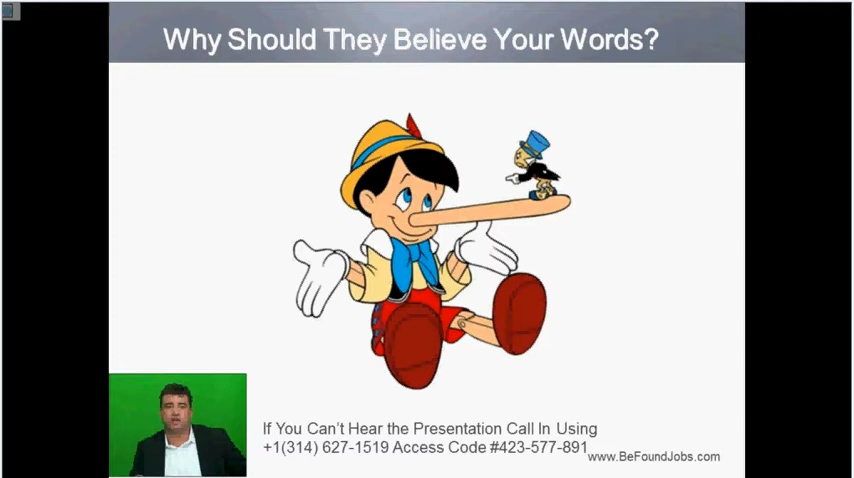 Why Should They Believe Your Words?
If You Can't Hear the Presentation Call In Using
+1(314) 627-1519 Access Code #423-577-891
www.BeFoundJobs.com